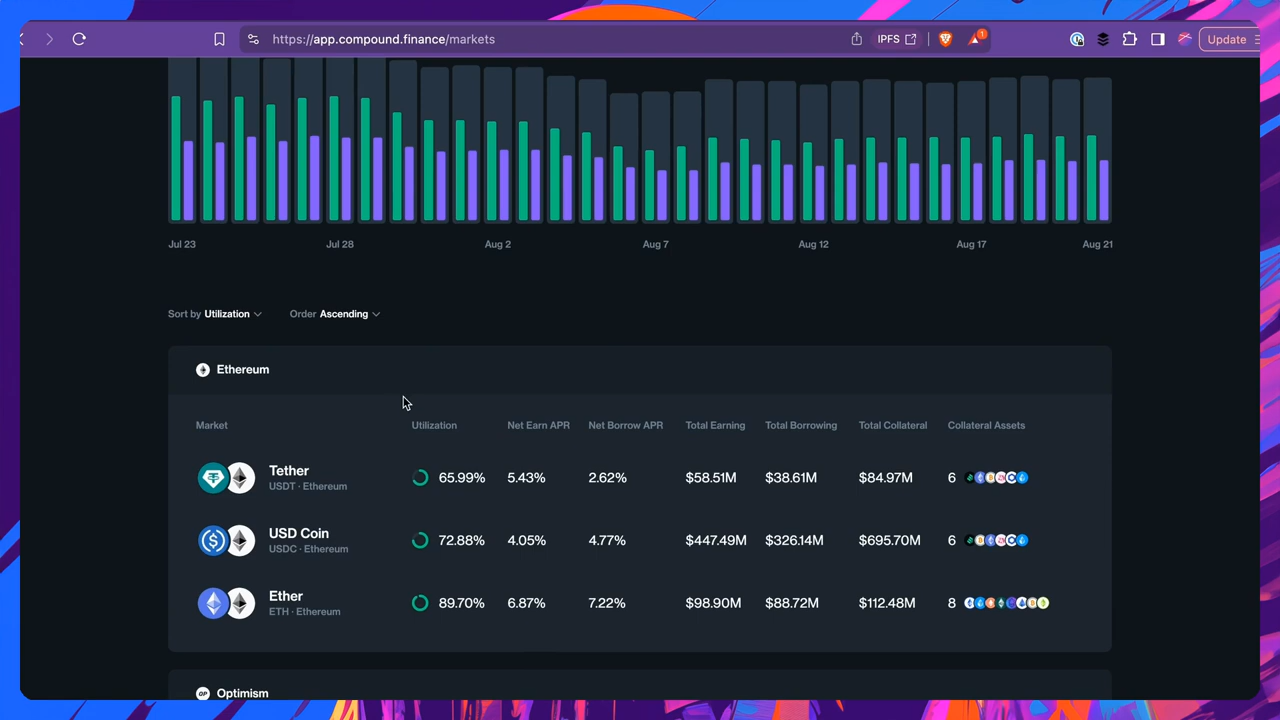 https://app.compound.finance/markets
IPFS
1
Update
Jul 23 Jul 28 Aug 2 Aug 7 Aug 12 Aug 17 Aug 21
Sort by Utilization Order Ascending
Ethereum
Market Utilization Net Earn APR Net Borrow APR Total Earning Total Borrowing Total Collateral Collateral Assets
Tether
USDT · Ethereum
65.99% 5.43% 2.62% $58.51M $38.61M $84.97M 6
USD Coin
USDC · Ethereum
72.88% 4.05% 4.77% $447.49M $326.14M $695.70M 6
Ether
ETH · Ethereum
89.70% 6.87% 7.22% $98.90M $88.72M $112.48M 8
OP Optimism